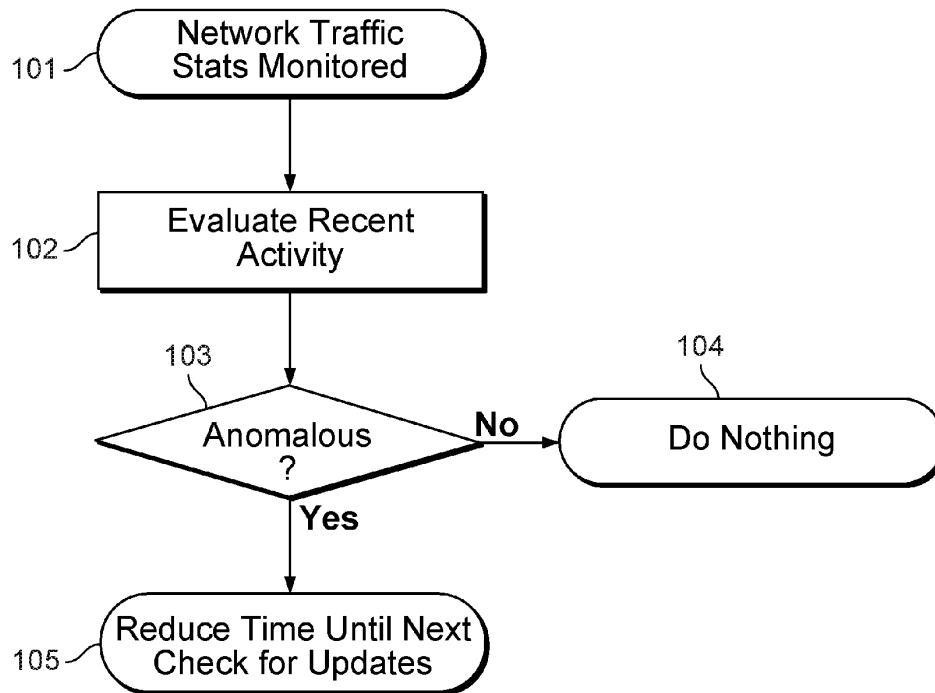 Network Traffic
Stats Monitored
101
Evaluate Recent
Activity
102
103
Anomalous
?
No
104
Do Nothing
Yes
Reduce Time Until Next
Check for Updates
105